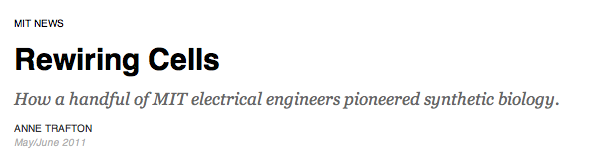 MIT NEWS
Rewiring Cells
How a handful of MIT electrical engineers pioneered synthetic biology.
ANNE TRAFTON
May/June 2011